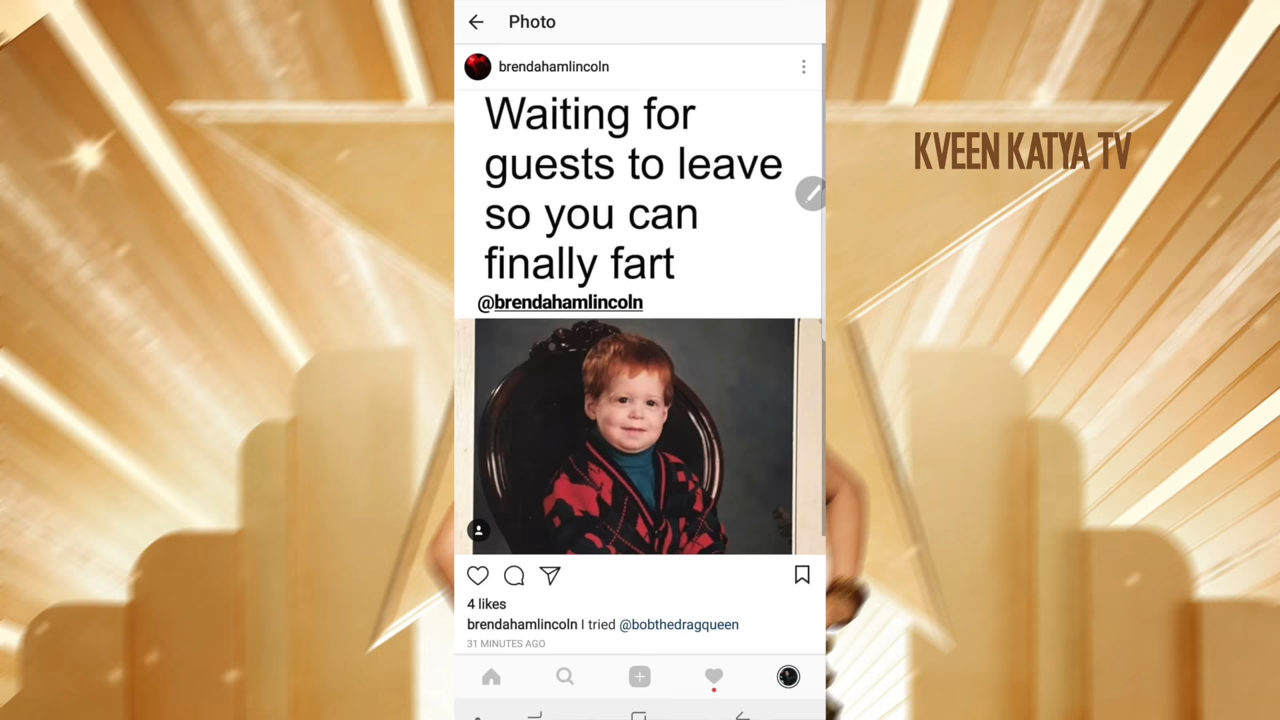 Photo
brendahamlincoln
Waiting for
guests to leave
so you can
finally fart
@brendahamlincoln
KVEEN KATYA TV
4 likes
brendahamlincoln I tried @bobthedragqueen
31 MINUTES AGO